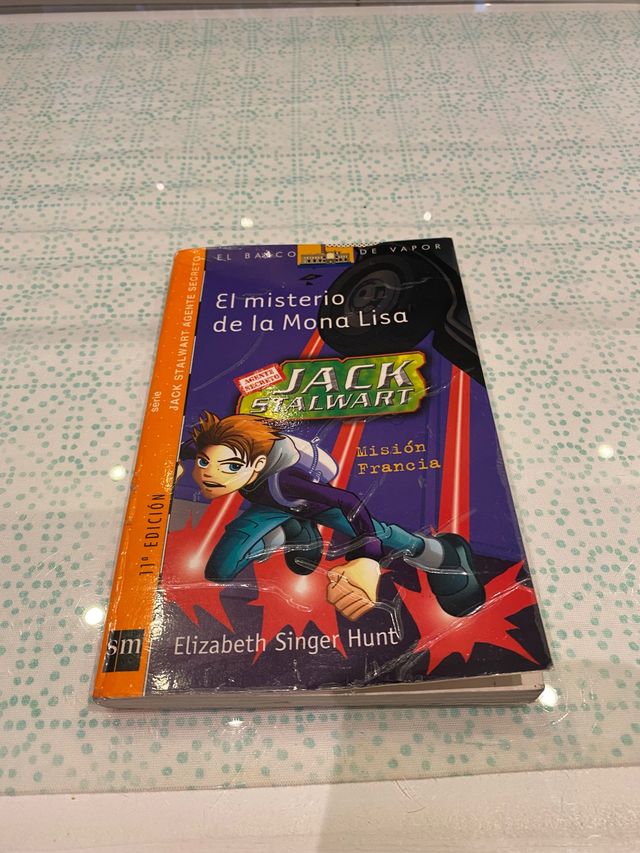 EL BARCO DE VAPOR
El misterio
de la Mona Lisa
AGENTE
SECRETO
JACK
STALWART
Misión
Francia
Elizabeth Singer Hunt
serie JACK STALWART AGENTE SECRETO
11ª EDICIÓN
sm